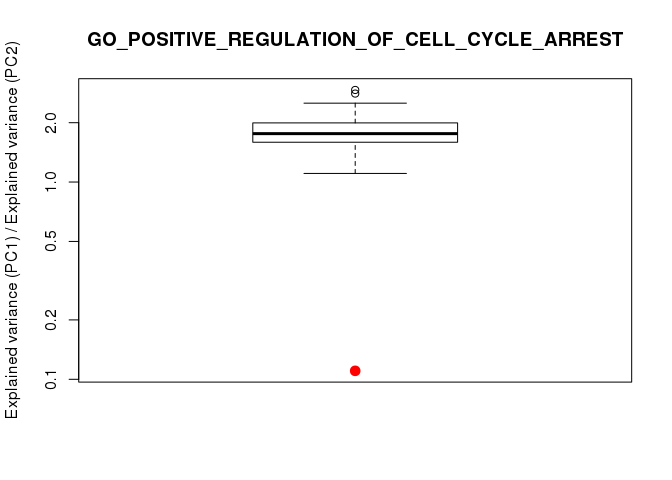 GO_POSITIVE_REGULATION_OF_CELL_CYCLE_ARREST
Explained variance (PC1) / Explained variance (PC2)
2.0
1.0
0.5
0.2
0.1